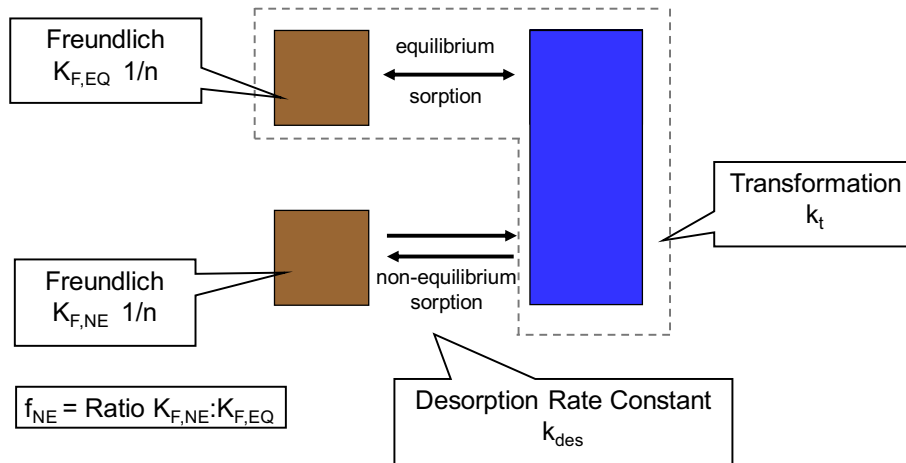 Freundlich
K_F,EQ 1/n
equilibrium
sorption
Transformation
k_t
Freundlich
K_F,NE 1/n
non-equilibrium
sorption
Desorption Rate Constant
k_des
f_NE = Ratio K_F,NE:K_F,EQ